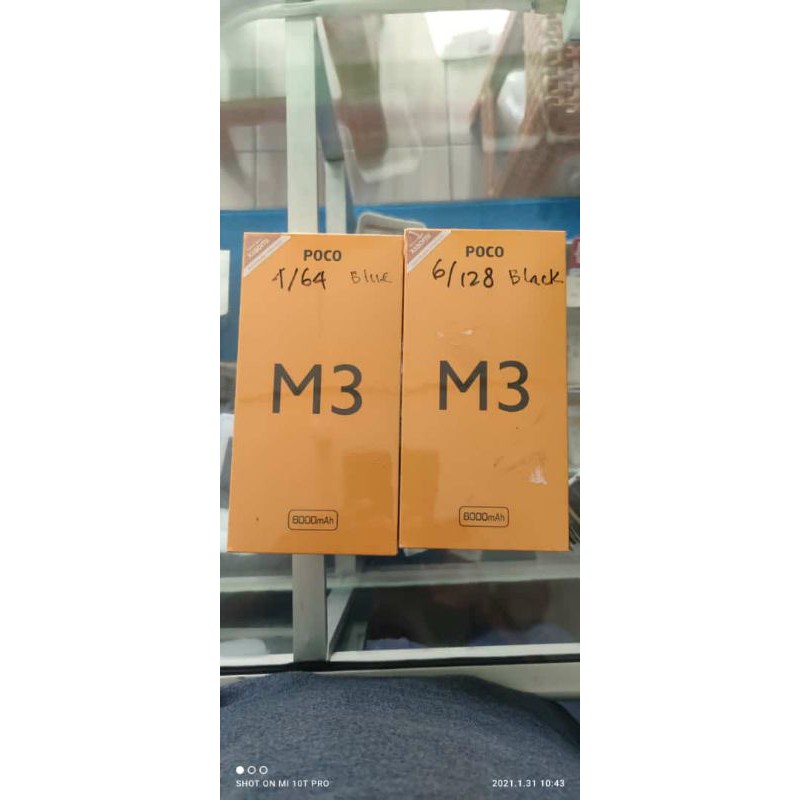 POCO
4/64 Blue
M3
6000mAh
POCO
6/128 Black
M3
6000mAh
SHOT ON MI 10T PRO
2021.1.31 10:43